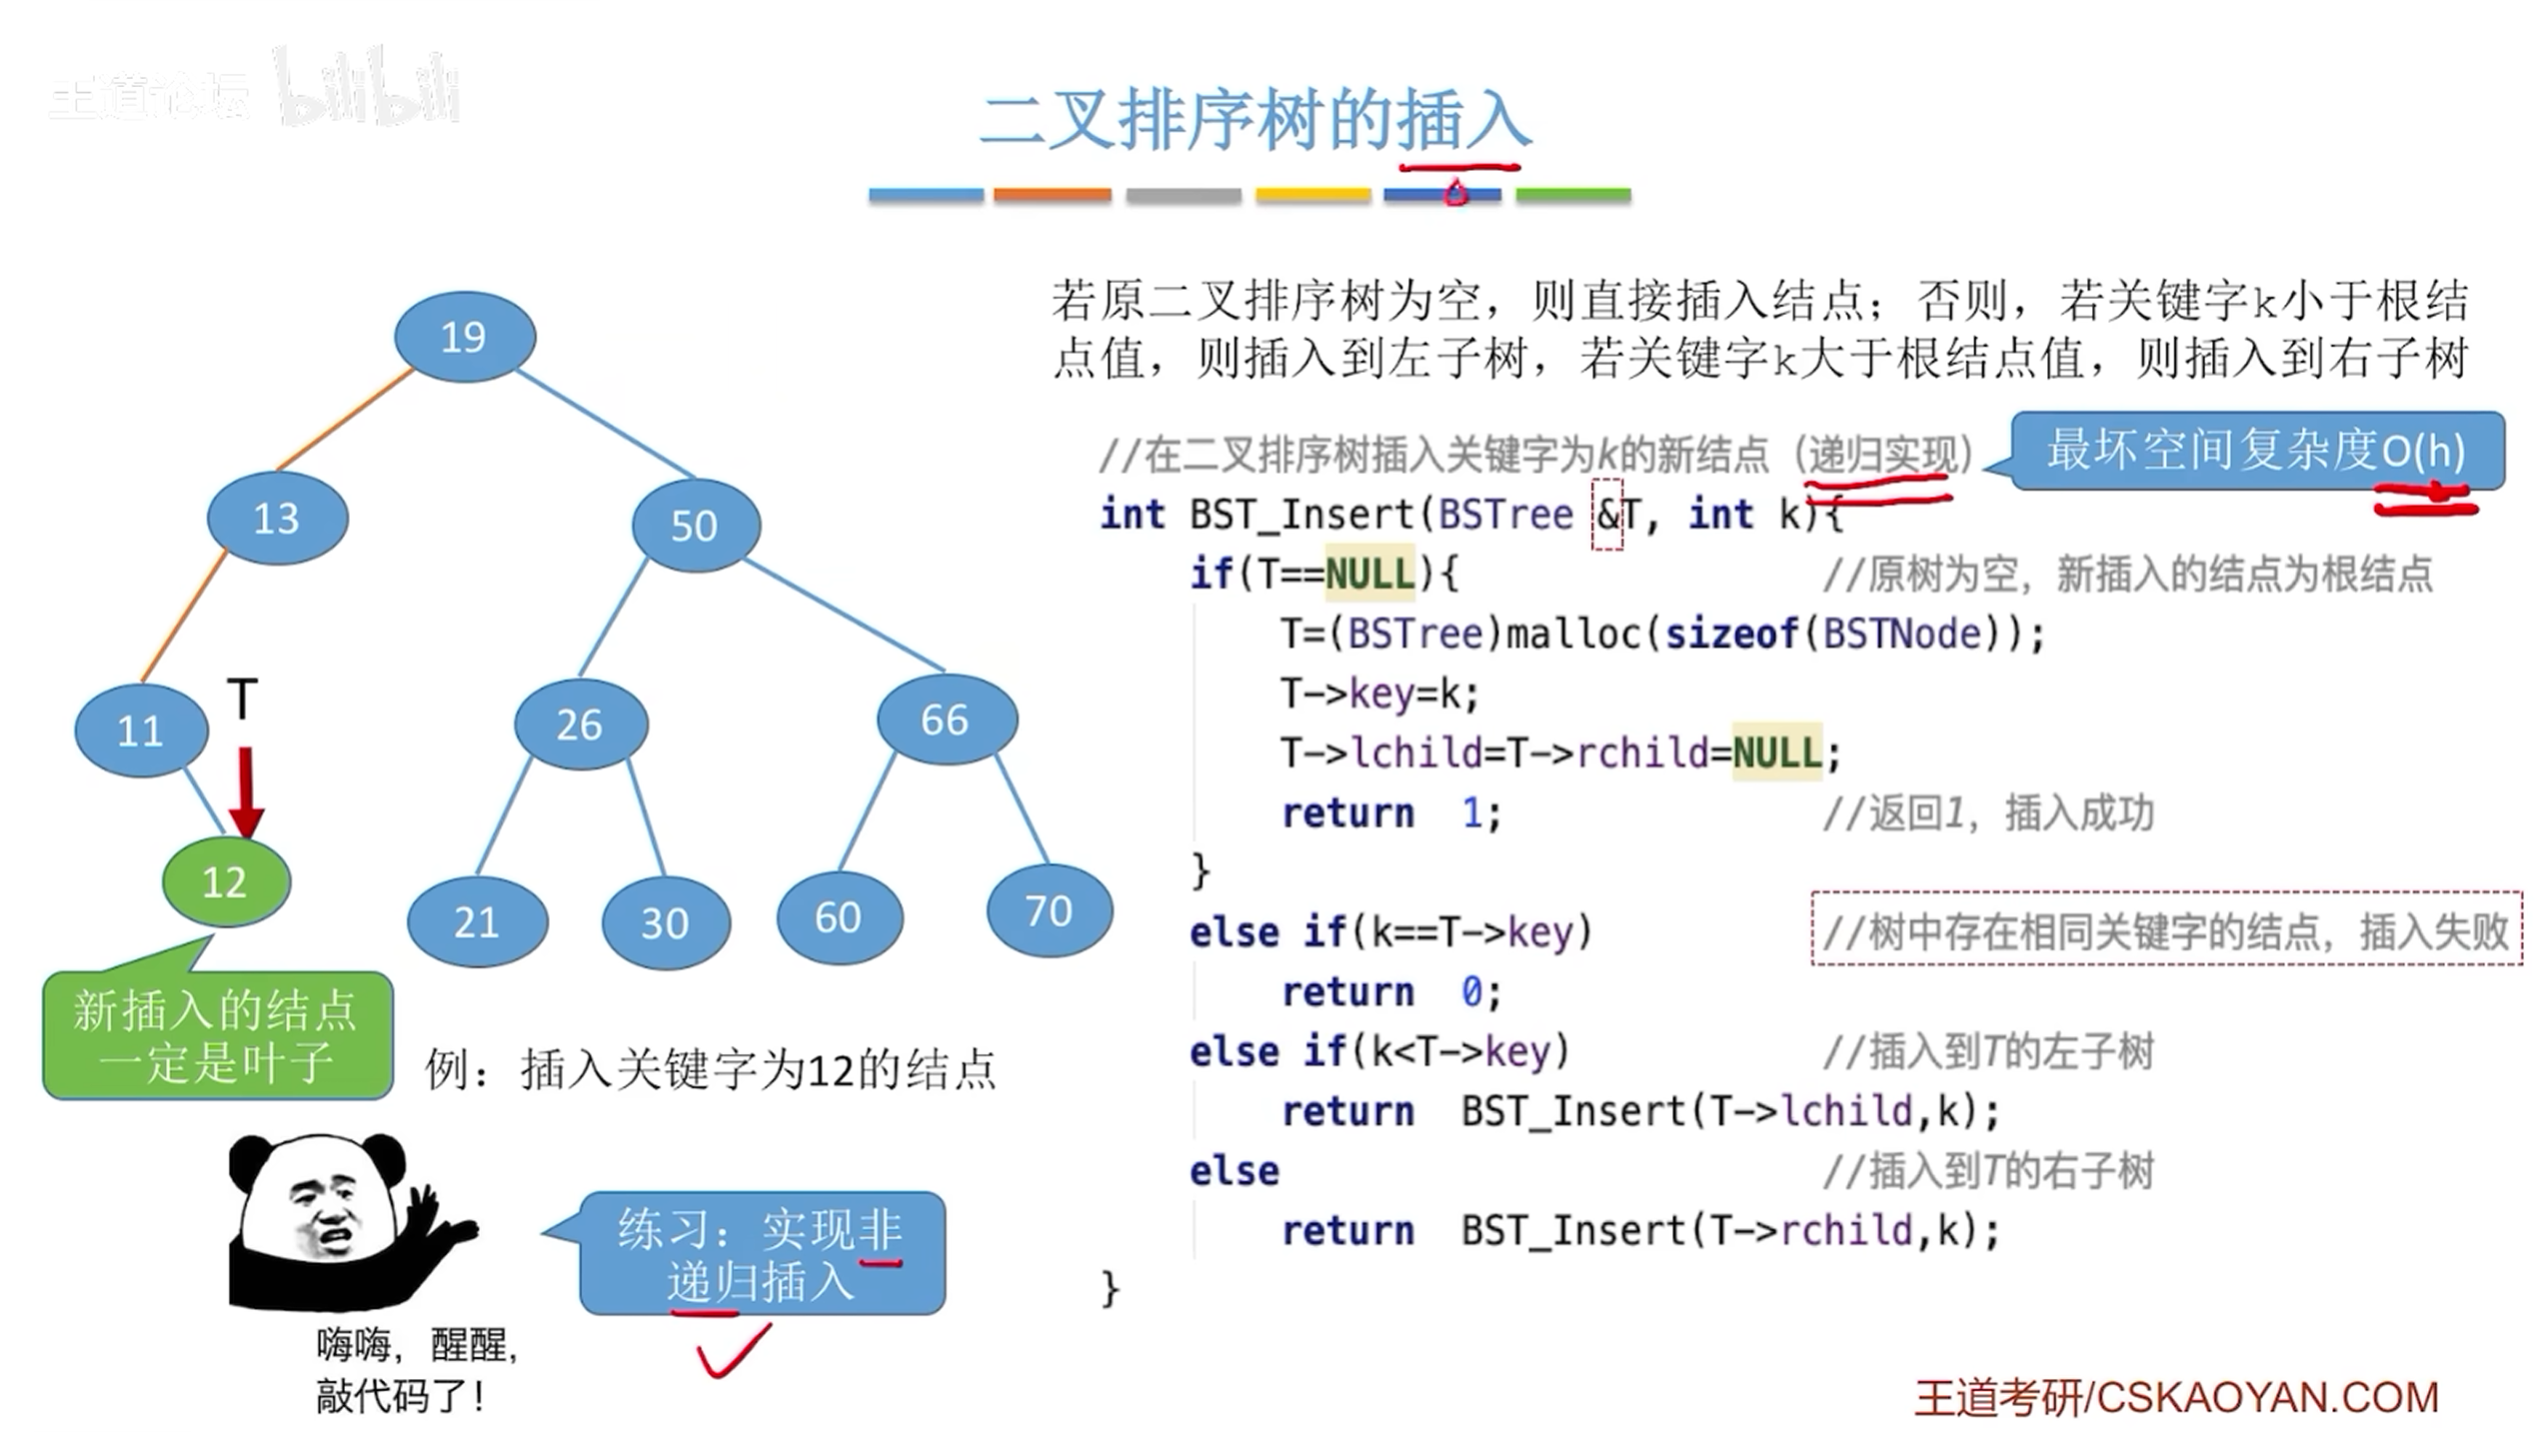 王道论坛 bilibili
二叉排序树的插入
若原二叉排序树为空，则直接插入结点；否则，若关键字k小于根结
点值，则插入到左子树，若关键字k大于根结点值，则插入到右子树
19
13
50
11
T
26
66
12
21
30
60
70
新插入的结点
一定是叶子
例：插入关键字为12的结点
练习：实现非
递归插入
嗨嗨，醒醒，
敲代码了！
//在二叉排序树插入关键字为k的新结点（递归实现）
最坏空间复杂度O(h)
int BST_Insert(BSTree &T, int k){
    if(T==NULL){ //原树为空，新插入的结点为根结点
        T=(BSTree)malloc(sizeof(BSTNode));
        T->key=k;
        T->lchild=T->rchild=NULL;
        return 1; //返回1，插入成功
    }
    else if(k==T->key) //树中存在相同关键字的结点，插入失败
        return 0;
    else if(k<T->key) //插入到T的左子树
        return BST_Insert(T->lchild,k);
    else //插入到T的右子树
        return BST_Insert(T->rchild,k);
}
王道考研/CSKAOYAN.COM